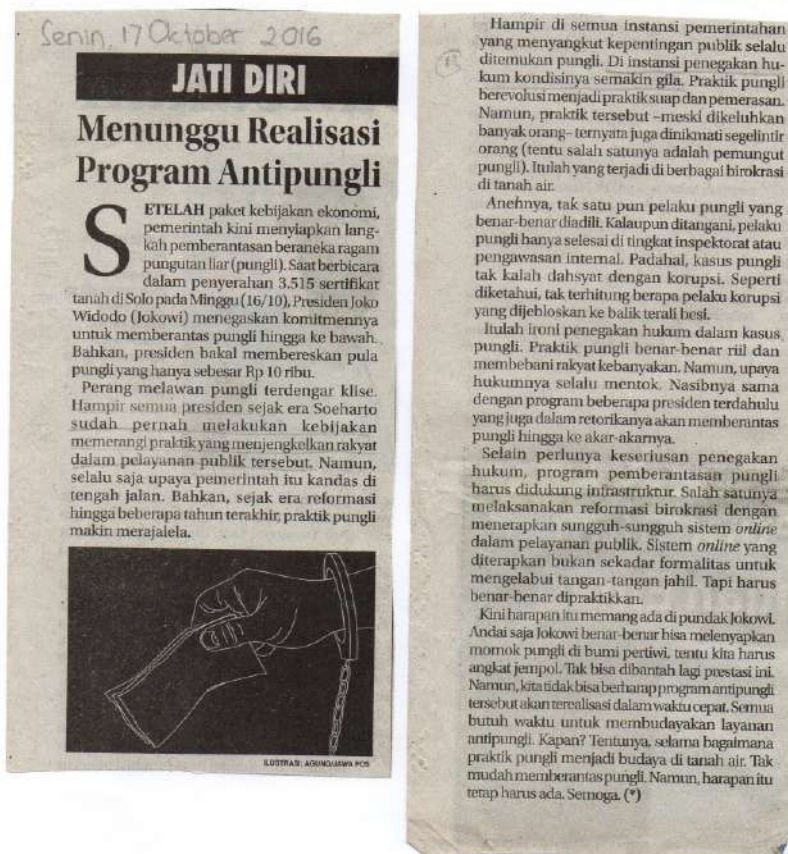 Senin, 17 Oktober 2016
JATI DIRI
Menunggu Realisasi
Program Antipungli
SETELAH paket kebijakan ekonomi,
pemerintah kini menyiapkan lang-
kah pemberantasan beraneka ragam
pungutan liar (pungli). Saat berbicara
dalam penyerahan 3.515 sertifikat
tanah di Solo pada Minggu (16/10), Presiden Joko
Widodo (Jokowi) menegaskan komitmennya
untuk memberantas pungli hingga ke bawah.
Bahkan, presiden bakal membereskan pula
pungli yang hanya sebesar Rp 10 ribu.
Perang melawan pungli terdengar klise.
Hampir semua presiden sejak era Soeharto
sudah pernah melakukan kebijakan
memerangi praktik yang menjengkelkan rakyat
dalam pelayanan publik tersebut. Namun,
selalu saja upaya pemerintah itu kandas di
tengah jalan. Bahkan, sejak era reformasi
hingga beberapa tahun terakhir, praktik pungli
makin merajalela.
ILUSTRASI: AGUNG/JAWA POS
Hampir di semua instansi pemerintahan
yang menyangkut kepentingan publik selalu
ditemukan pungli. Di instansi penegakan hu-
kum kondisinya semakin gila. Praktik pungli
berevolusi menjadi praktik suap dan pemerasan.
Namun, praktik tersebut –meski dikeluhkan
banyak orang– ternyata juga dinikmati segelintir
orang (tentu salah satunya adalah pemungut
pungli). Itulah yang terjadi di berbagai birokrasi
di tanah air.
Anehnya, tak satu pun pelaku pungli yang
benar-benar diadili. Kalaupun ditangani, pelaku
pungli hanya selesai di tingkat inspektorat atau
pengawasan internal. Padahal, kasus pungli
tak kalah dahsyat dengan korupsi. Seperti
diketahui, tak terhitung berapa pelaku korupsi
yang dijebloskan ke balik terali besi.
Itulah ironi penegakan hukum dalam kasus
pungli. Praktik pungli benar-benar riil dan
membebani rakyat kebanyakan. Namun, upaya
hukumnya selalu mentok. Nasibnya sama
dengan program beberapa presiden terdahulu
yang juga dalam retorikanya akan memberantas
pungli hingga ke akar-akarnya.
Selain perlunya keseriusan penegakan
hukum, program pemberantasan pungli
harus didukung infrastruktur. Salah satunya
melaksanakan reformasi birokrasi dengan
menerapkan sungguh-sungguh sistem online
dalam pelayanan publik. Sistem online yang
diterapkan bukan sekadar formalitas untuk
mengelabui tangan-tangan jahil. Tapi harus
benar-benar dipraktikkan.
Kini harapan itu memang ada di pundak Jokowi.
Andai saja Jokowi benar-benar bisa melenyapkan
momok pungli di bumi pertiwi, tentu kita harus
angkat jempol. Tak bisa dibantah lagi prestasi ini.
Namun, kita tidak bisa berharap program antipungli
tersebut akan terealisasi dalam waktu cepat. Semua
butuh waktu untuk membudayakan layanan
antipungli. Kapan? Tentunya, selama bagaimana
praktik pungli menjadi budaya di tanah air. Tak
mudah memberantas pungli. Namun, harapan itu
tetap harus ada. Semoga. (*)